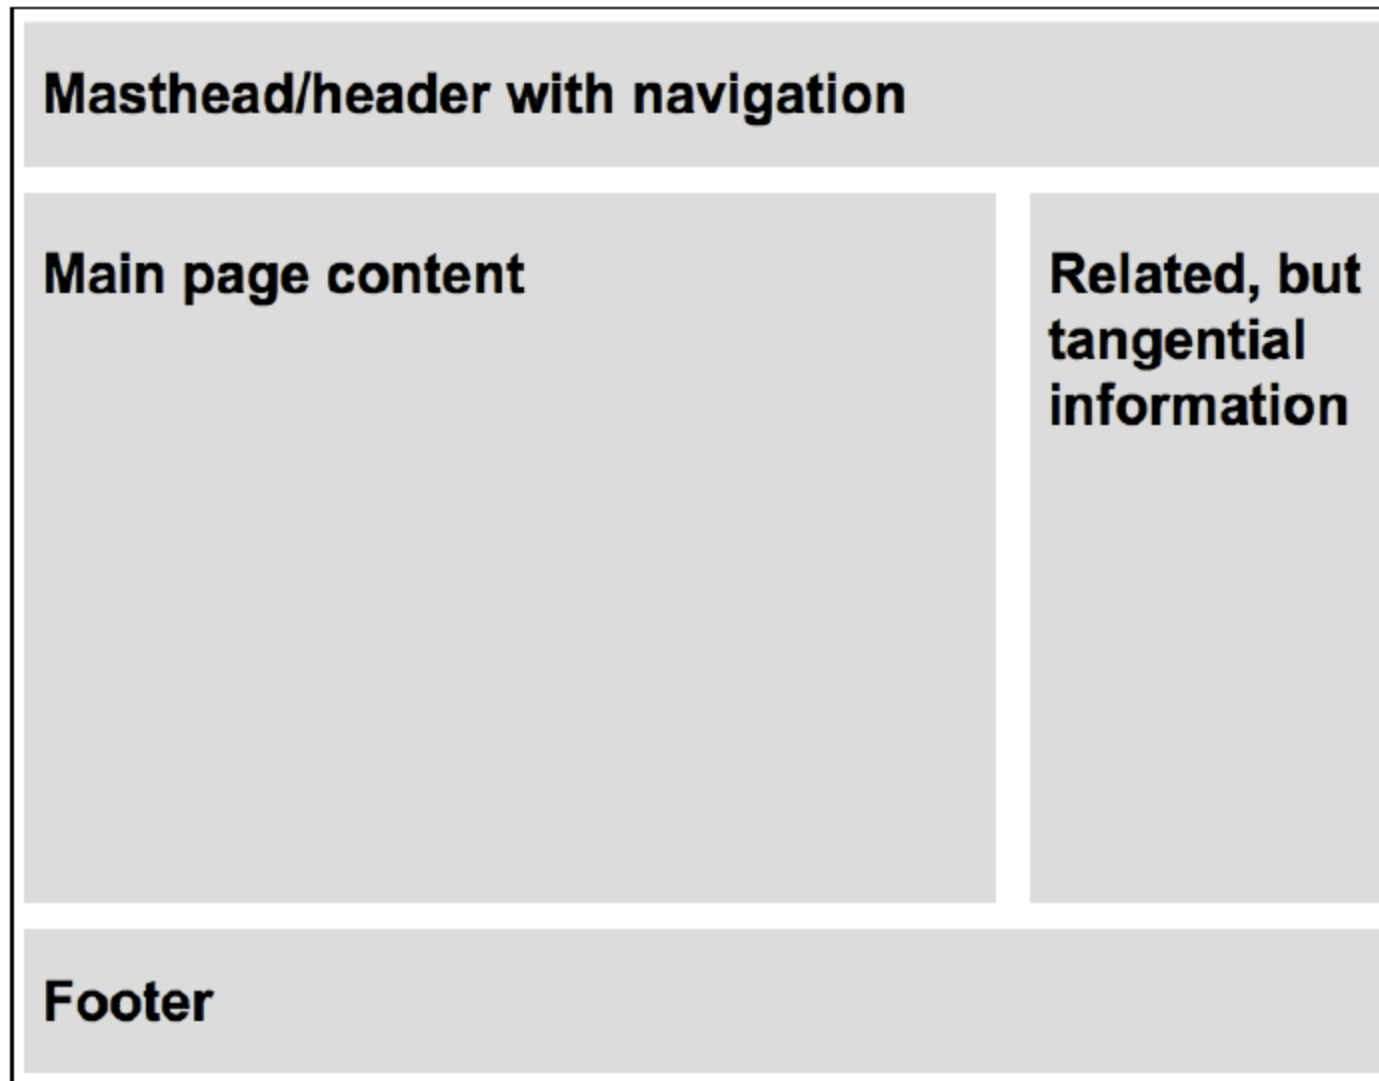 Masthead/header with navigation
Main page content
Related, but
tangential
information
Footer